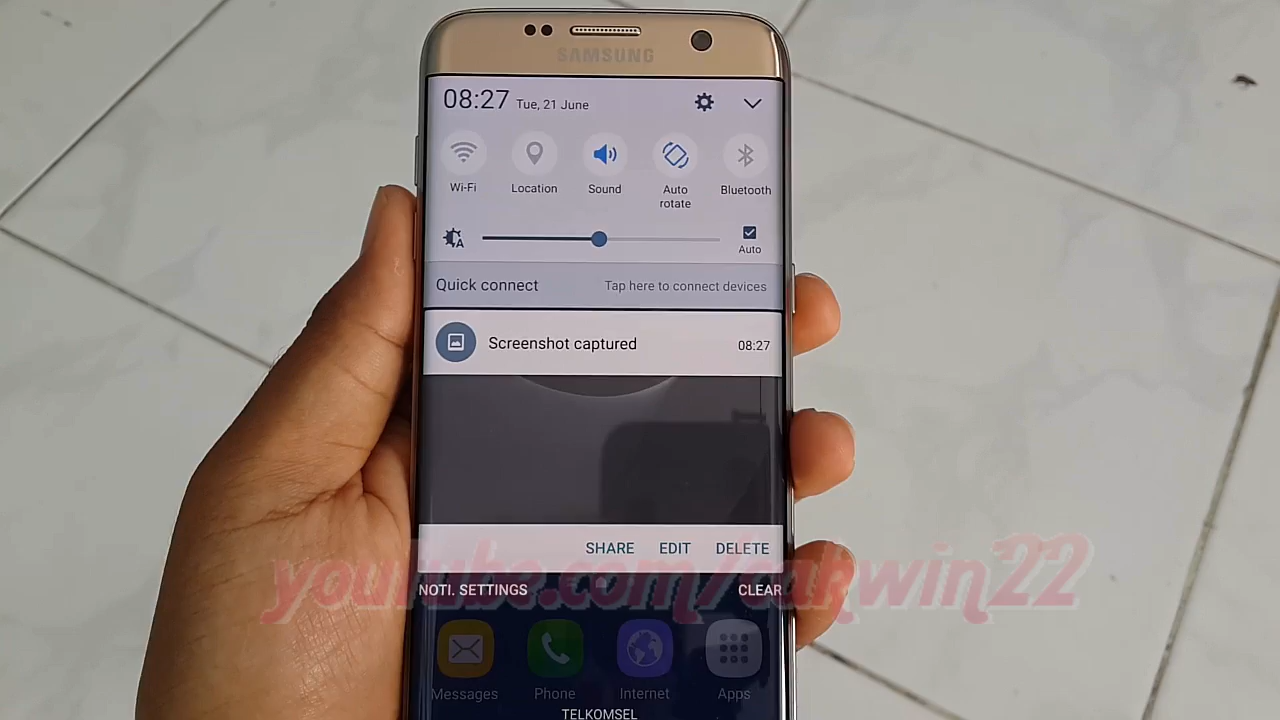 SAMSUNG
08:27 Tue, 21 June
Wi-Fi Location Sound Auto rotate Bluetooth
A Auto
Quick connect Tap here to connect devices
Screenshot captured 08:27
SHARE EDIT DELETE
youtube.com/cakwin22
NOTI. SETTINGS CLEAR
Messages Phone Internet Apps
TELKOMSEL